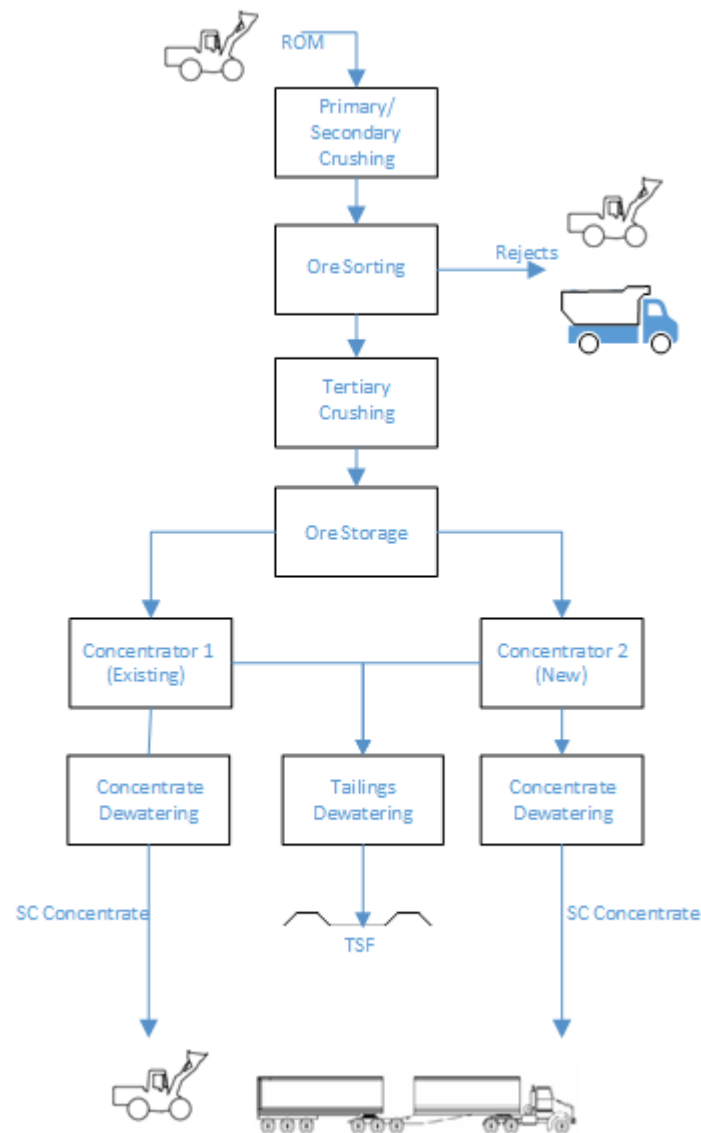 ROM
Primary/
Secondary
Crushing
Ore Sorting
Rejects
Tertiary
Crushing
Ore Storage
Concentrator 1
(Existing)
Concentrator 2
(New)
Concentrate
Dewatering
Tailings
Dewatering
Concentrate
Dewatering
SC Concentrate
SC Concentrate
TSF